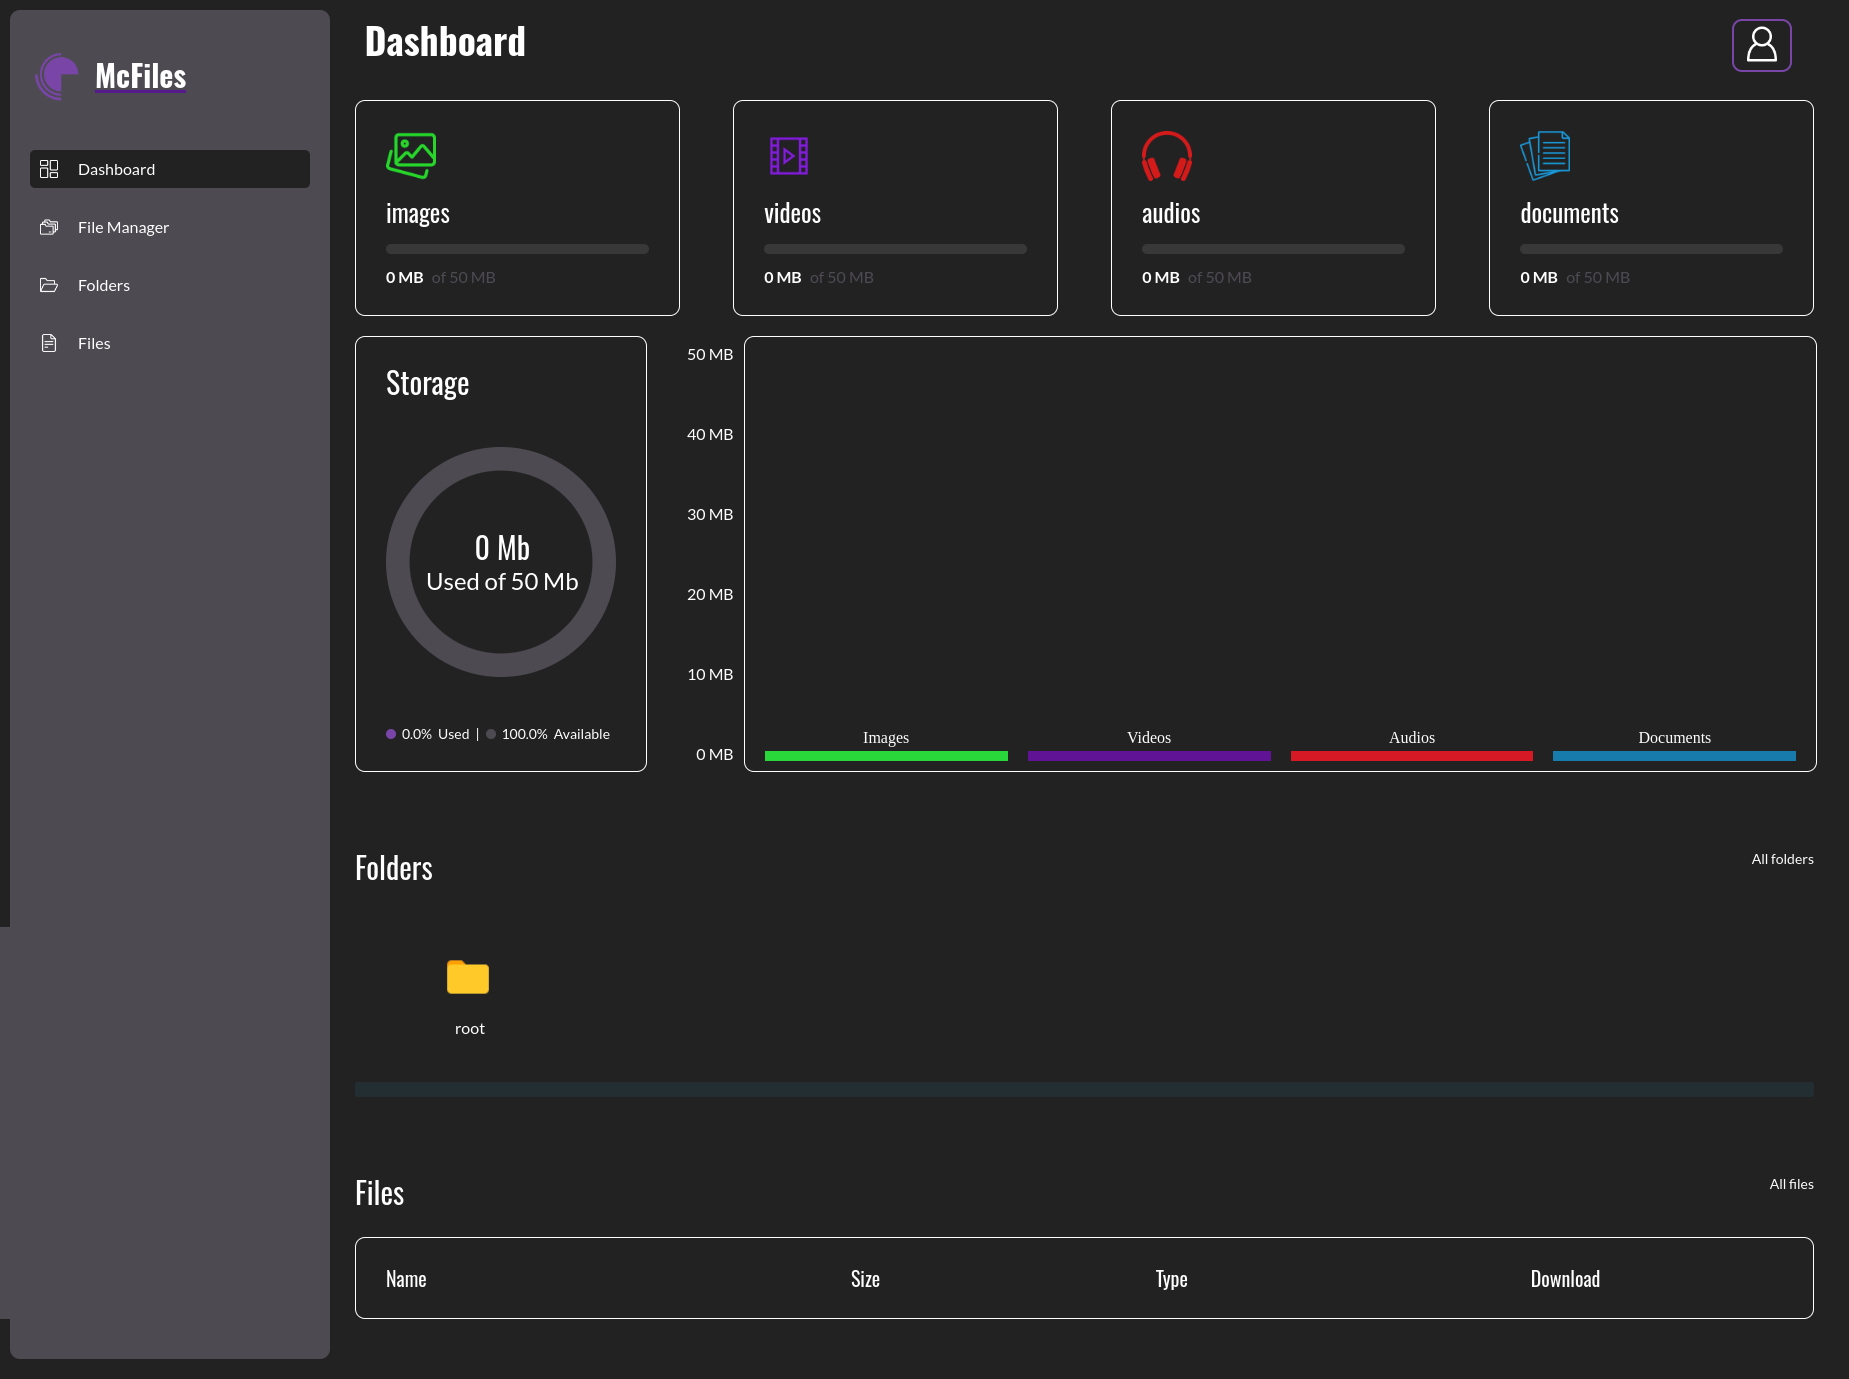 McFiles
Dashboard
File Manager
Folders
Files
Dashboard
images
0 MB of 50 MB
videos
0 MB of 50 MB
audios
0 MB of 50 MB
documents
0 MB of 50 MB
Storage
0 Mb
Used of 50 Mb
0.0% Used | 100.0% Available
50 MB
40 MB
30 MB
20 MB
10 MB
0 MB
Images Videos Audios Documents
Folders
All folders
root
Files
All files
Name Size Type Download